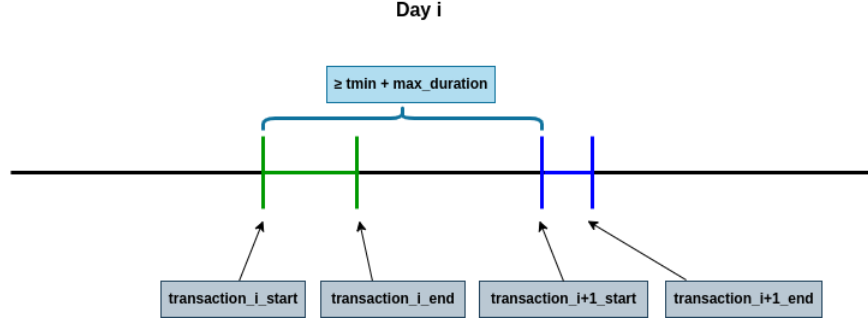 Day i
≥ tmin + max_duration
transaction_i_start
transaction_i_end
transaction_i+1_start
transaction_i+1_end